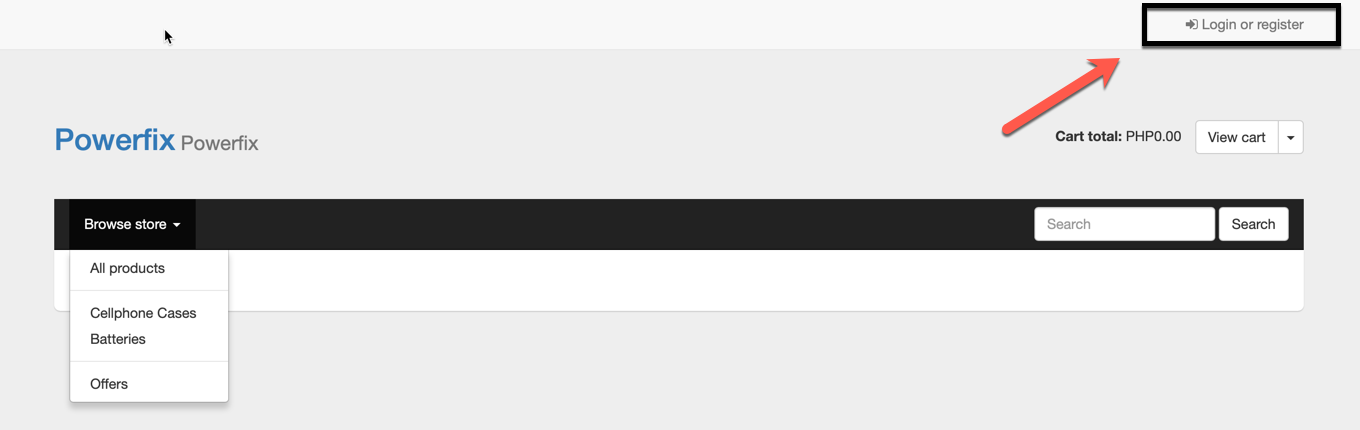 Login or register
Powerfix Powerfix
Cart total: PHP0.00 View cart
Browse store Search Search
All products
Cellphone Cases
Batteries
Offers